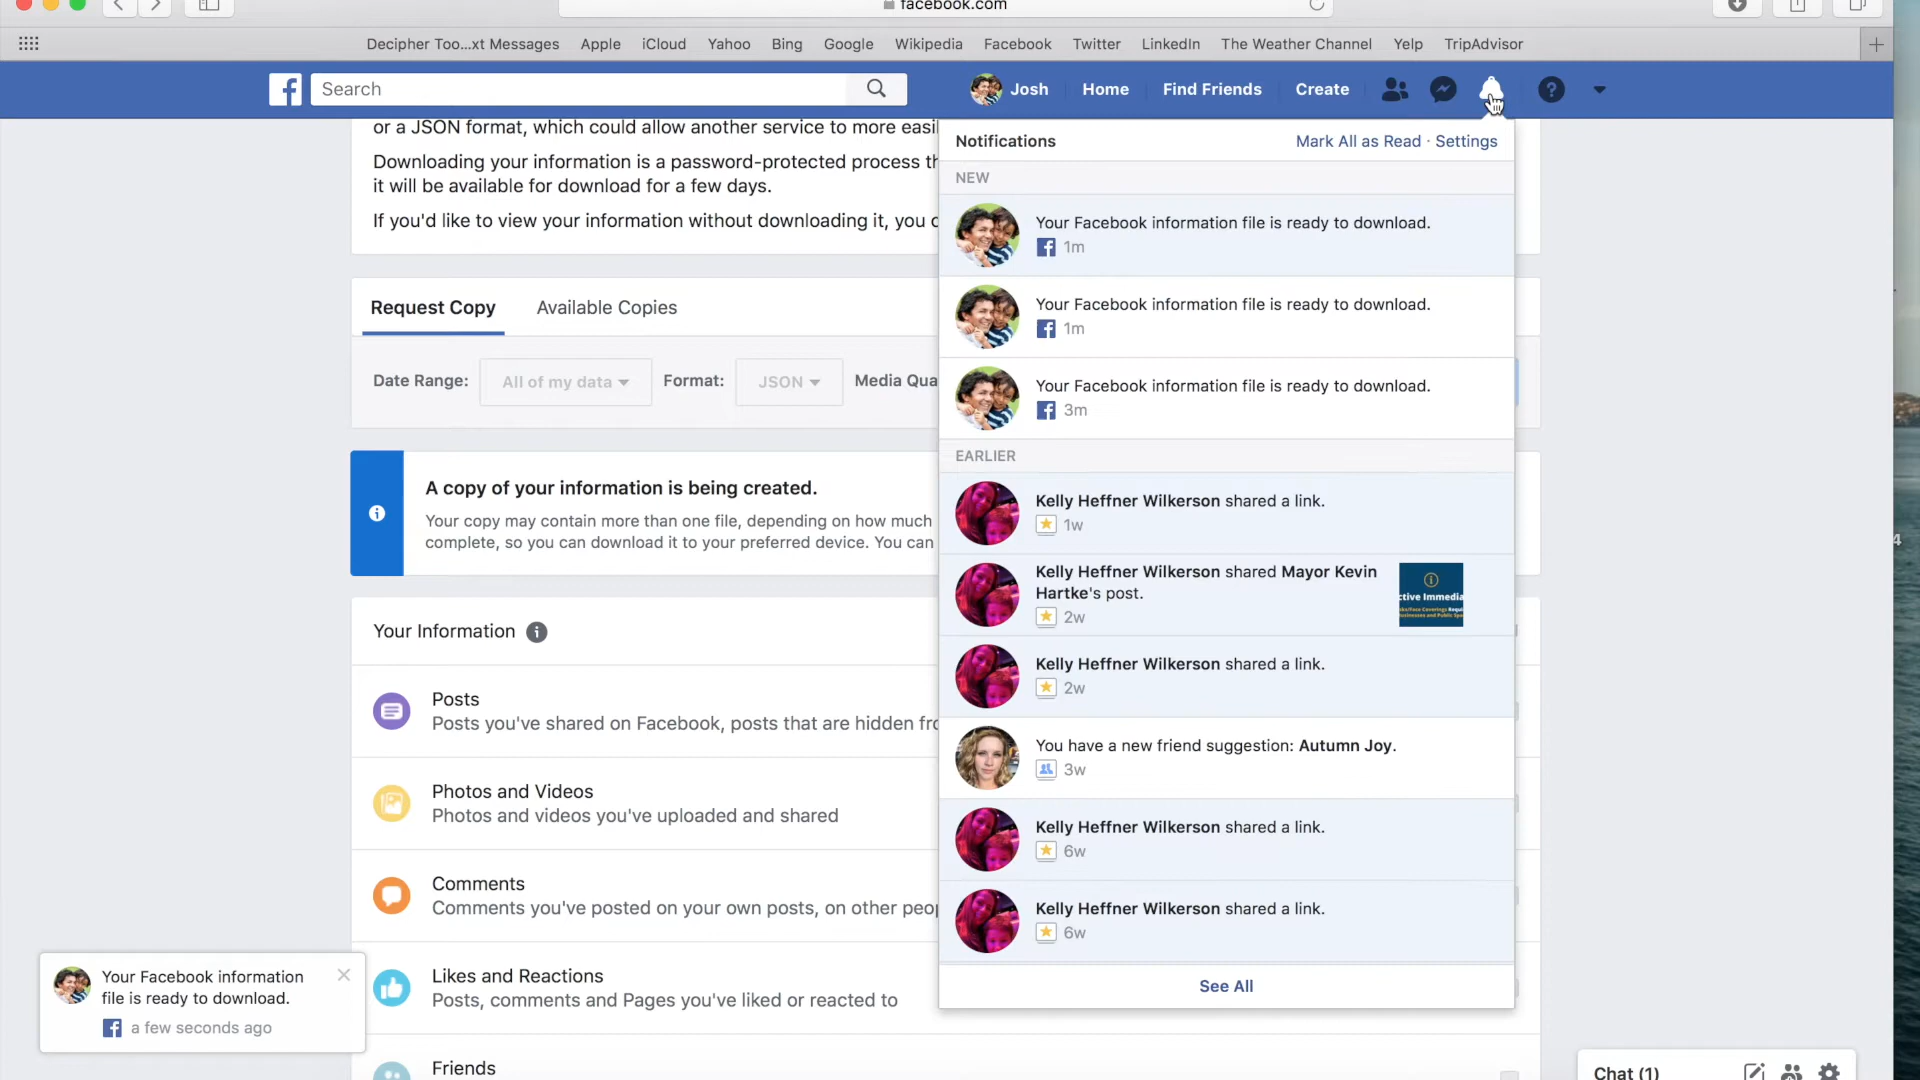 facebook.com
Decipher Too...xt Messages Apple iCloud Yahoo Bing Google Wikipedia Facebook Twitter LinkedIn The Weather Channel Yelp TripAdvisor
Search
Josh Home Find Friends Create
or a JSON format, which could allow another service to more easil
Downloading your information is a password-protected process th
it will be available for download for a few days.
If you'd like to view your information without downloading it, you c
Request Copy Available Copies
Date Range: All of my data Format: JSON Media Qua
A copy of your information is being created.
Your copy may contain more than one file, depending on how much
complete, so you can download it to your preferred device. You can
Your Information
Posts
Posts you've shared on Facebook, posts that are hidden fro
Photos and Videos
Photos and videos you've uploaded and shared
Comments
Comments you've posted on your own posts, on other peop
Likes and Reactions
Posts, comments and Pages you've liked or reacted to
Friends
Notifications Mark All as Read · Settings
NEW
Your Facebook information file is ready to download.
1m
Your Facebook information file is ready to download.
1m
Your Facebook information file is ready to download.
3m
EARLIER
Kelly Heffner Wilkerson shared a link.
1w
Kelly Heffner Wilkerson shared Mayor Kevin
Hartke's post.
2w
ctive Immedia
Kelly Heffner Wilkerson shared a link.
2w
You have a new friend suggestion: Autumn Joy.
3w
Kelly Heffner Wilkerson shared a link.
6w
Kelly Heffner Wilkerson shared a link.
6w
See All
Your Facebook information
file is ready to download.
a few seconds ago
Chat (1)
4